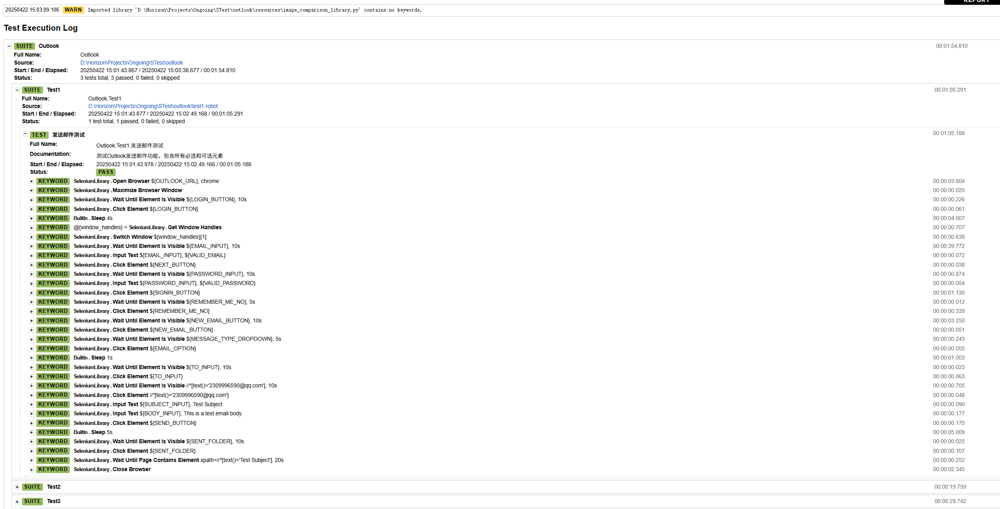 REPORT
20250422 15:03:09.106 WARN Imported library 'D:\Horizon\Projects\Ongoing\STest\outlook\resources\image_comparison_library.py' contains no keywords.
Test Execution Log
SUITE Outlook 00:01:54.810
Full Name: Outlook
Source: D:\Horizon\Projects\Ongoing\STest\outlook
Start / End / Elapsed: 20250422 15:01:43.867 / 20250422 15:03:38.677 / 00:01:54.810
Status: 3 tests total, 3 passed, 0 failed, 0 skipped
SUITE Test1 00:01:05.291
Full Name: Outlook.Test1
Source: D:\Horizon\Projects\Ongoing\STest\outlook\test1.robot
Start / End / Elapsed: 20250422 15:01:43.877 / 20250422 15:02:49.168 / 00:01:05.291
Status: 1 test total, 1 passed, 0 failed, 0 skipped
TEST 发送邮件测试 00:01:05.188
Full Name: Outlook.Test1.发送邮件测试
Documentation: 测试Outlook发送邮件功能，包含所有必选和可选元素
Start / End / Elapsed: 20250422 15:01:43.978 / 20250422 15:02:49.166 / 00:01:05.188
Status: PASS
KEYWORD SeleniumLibrary . Open Browser ${OUTLOOK_URL}, chrome 00:00:03.604
KEYWORD SeleniumLibrary . Maximize Browser Window 00:00:00.025
KEYWORD SeleniumLibrary . Wait Until Element Is Visible ${LOGIN_BUTTON}, 10s 00:00:00.226
KEYWORD SeleniumLibrary . Click Element ${LOGIN_BUTTON} 00:00:00.061
KEYWORD BuiltIn . Sleep 4s 00:00:04.007
KEYWORD @{window_handles} = SeleniumLibrary . Get Window Handles 00:00:00.707
KEYWORD SeleniumLibrary . Switch Window ${window_handles}[1] 00:00:00.638
KEYWORD SeleniumLibrary . Wait Until Element Is Visible ${EMAIL_INPUT}, 10s 00:00:39.772
KEYWORD SeleniumLibrary . Input Text ${EMAIL_INPUT}, ${VALID_EMAIL} 00:00:00.072
KEYWORD SeleniumLibrary . Click Element ${NEXT_BUTTON} 00:00:00.038
KEYWORD SeleniumLibrary . Wait Until Element Is Visible ${PASSWORD_INPUT}, 10s 00:00:00.874
KEYWORD SeleniumLibrary . Input Text ${PASSWORD_INPUT}, ${VALID_PASSWORD} 00:00:00.054
KEYWORD SeleniumLibrary . Click Element ${SIGNIN_BUTTON} 00:00:01.130
KEYWORD SeleniumLibrary . Wait Until Element Is Visible ${REMEMBER_ME_NO}, 5s 00:00:00.012
KEYWORD SeleniumLibrary . Click Element ${REMEMBER_ME_NO} 00:00:00.339
KEYWORD SeleniumLibrary . Wait Until Element Is Visible ${NEW_EMAIL_BUTTON}, 10s 00:00:03.250
KEYWORD SeleniumLibrary . Click Element ${NEW_EMAIL_BUTTON} 00:00:00.051
KEYWORD SeleniumLibrary . Wait Until Element Is Visible ${MESSAGE_TYPE_DROPDOWN}, 5s 00:00:00.243
KEYWORD SeleniumLibrary . Click Element ${EMAIL_OPTION} 00:00:00.055
KEYWORD BuiltIn . Sleep 1s 00:00:01.003
KEYWORD SeleniumLibrary . Wait Until Element Is Visible ${TO_INPUT}, 10s 00:00:00.023
KEYWORD SeleniumLibrary . Click Element ${TO_INPUT} 00:00:00.063
KEYWORD SeleniumLibrary . Wait Until Element Is Visible //*[text()='2309996590@qq.com'], 10s 00:00:00.705
KEYWORD SeleniumLibrary . Click Element //*[text()='2309996590@qq.com'] 00:00:00.048
KEYWORD SeleniumLibrary . Input Text ${SUBJECT_INPUT}, Test Subject 00:00:00.090
KEYWORD SeleniumLibrary . Input Text ${BODY_INPUT}, This is a test email body. 00:00:00.177
KEYWORD SeleniumLibrary . Click Element ${SEND_BUTTON} 00:00:00.175
KEYWORD BuiltIn . Sleep 5s 00:00:05.009
KEYWORD SeleniumLibrary . Wait Until Element Is Visible ${SENT_FOLDER}, 10s 00:00:00.025
KEYWORD SeleniumLibrary . Click Element ${SENT_FOLDER} 00:00:00.107
KEYWORD SeleniumLibrary . Wait Until Page Contains Element xpath=//*[text()='Test Subject'], 20s 00:00:00.252
KEYWORD SeleniumLibrary . Close Browser 00:00:02.345
SUITE Test2 00:00:19.759
SUITE Test3 00:00:29.742